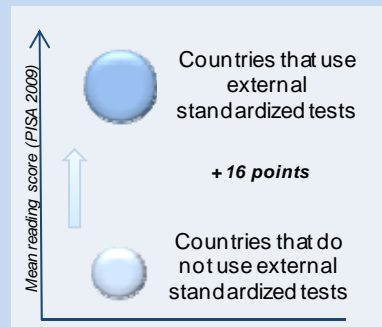 Mean reading score (PISA 2009)
Countries that use
external
standardized tests
+16 points
Countries that do
not use external
standardized tests